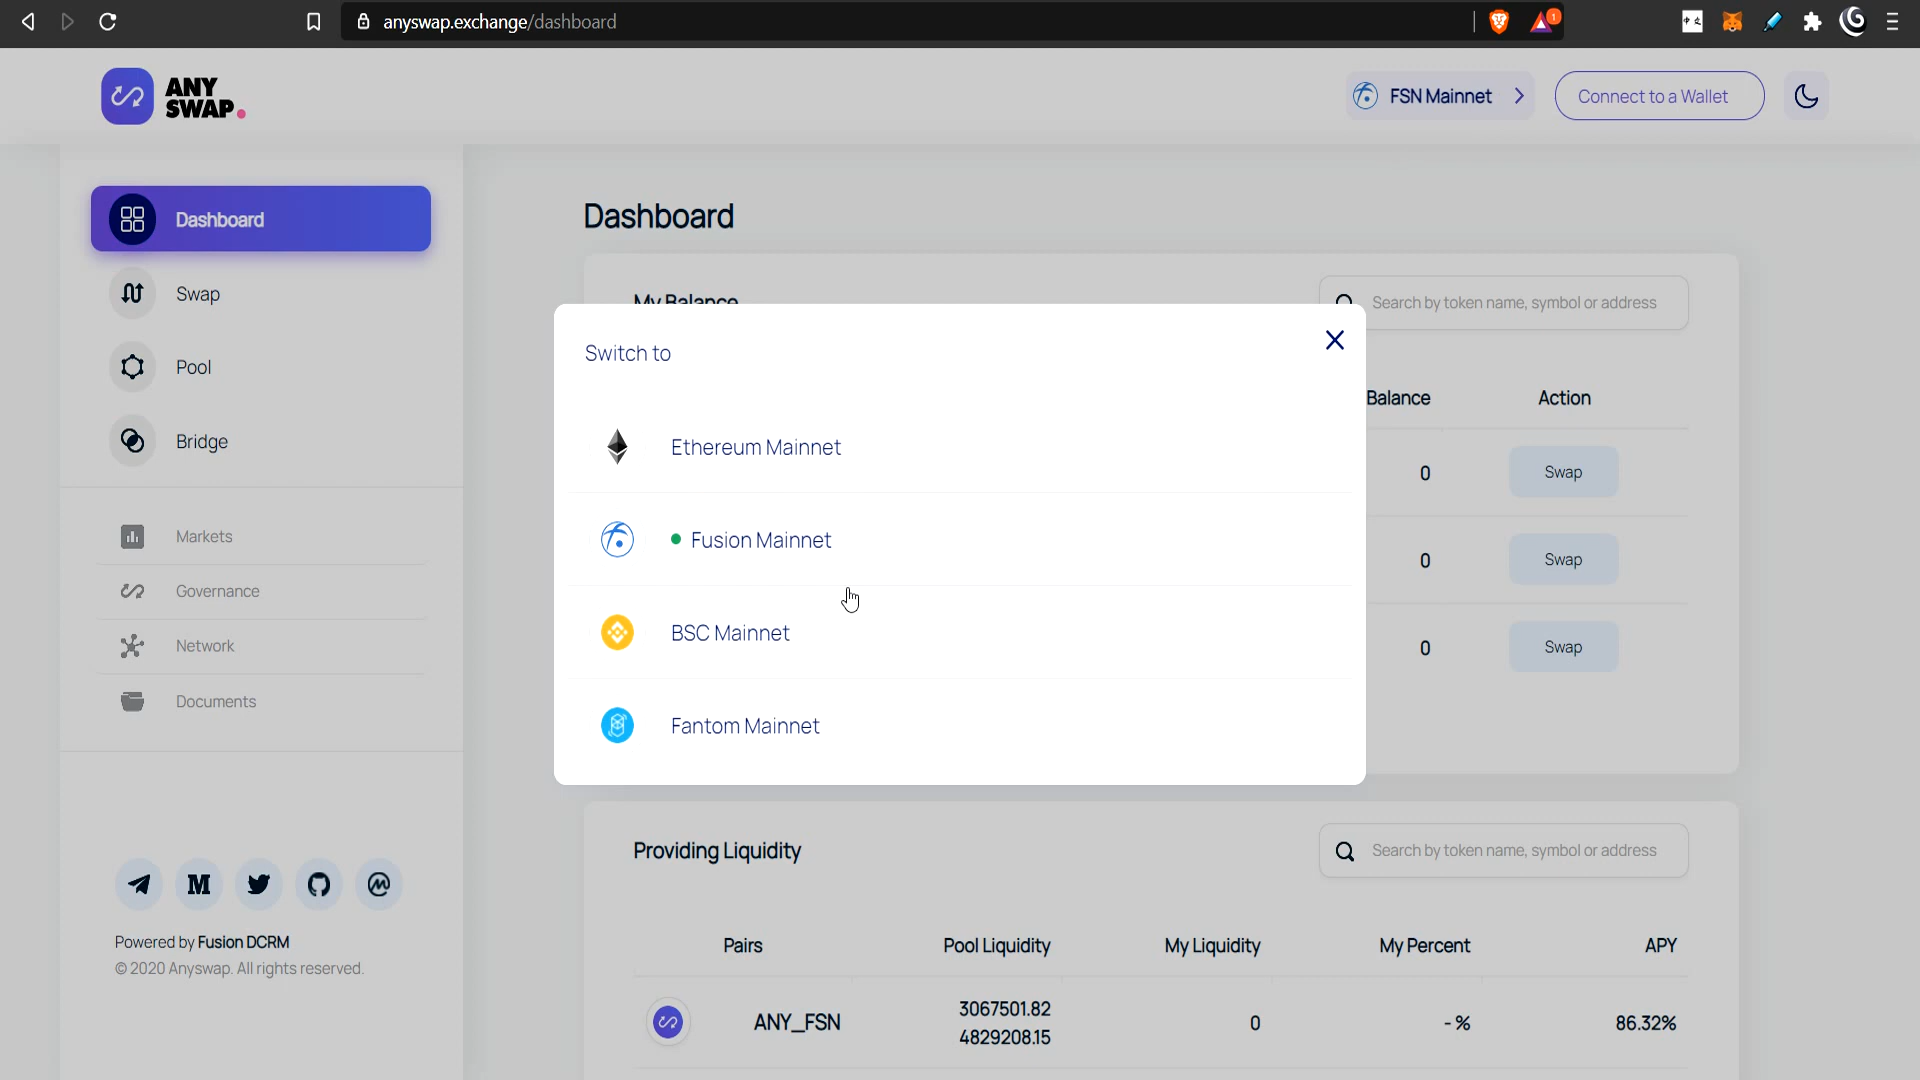 anyswap.exchange/dashboard
1
ANY
SWAP.
FSN Mainnet
Connect to a Wallet
Dashboard
Swap
Pool
Bridge
Markets
Governance
Network
Documents
Powered by Fusion DCRM
© 2020 Anyswap. All rights reserved.
Dashboard
My Balance
Search by token name, symbol or address
Balance Action
0 Swap
0 Swap
0 Swap
Switch to
Ethereum Mainnet
Fusion Mainnet
BSC Mainnet
Fantom Mainnet
Providing Liquidity
Search by token name, symbol or address
Pairs Pool Liquidity My Liquidity My Percent APY
ANY_FSN 3067501.82 0 - % 86.32%
4829208.15